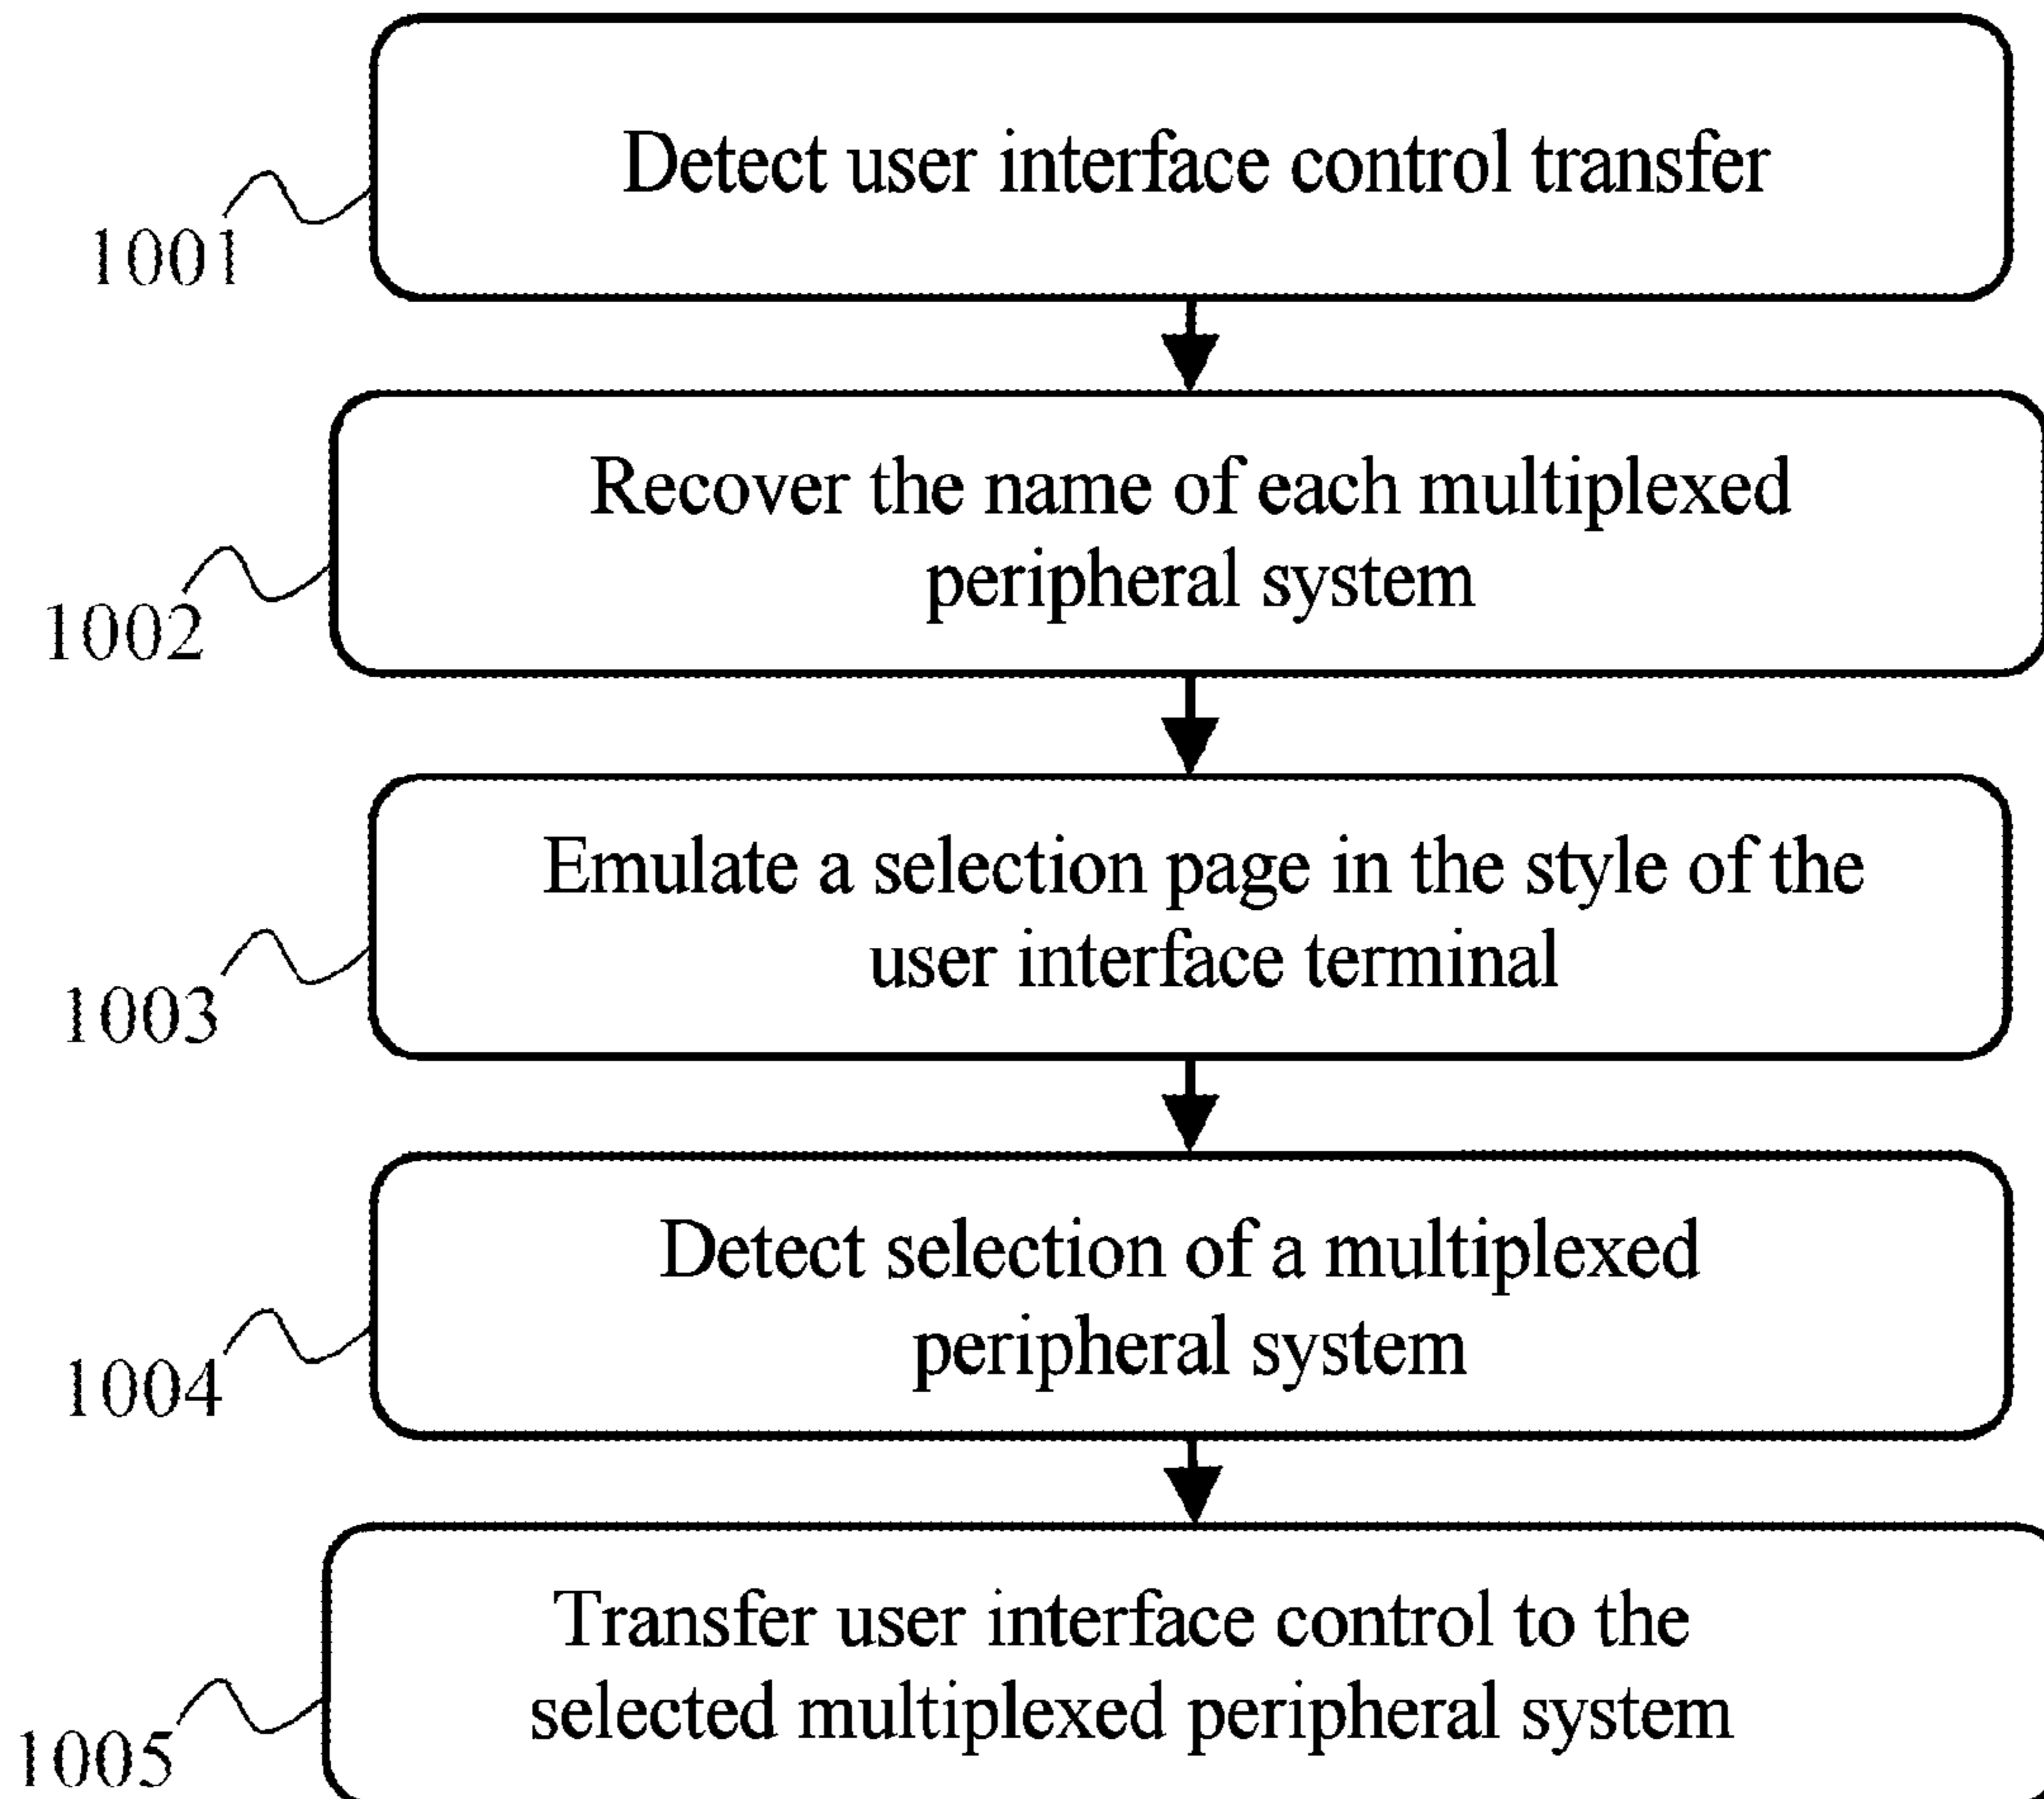 Detect user interface control transfer
1001
Recover the name of each multiplexed
peripheral system
1002
Emulate a selection page in the style of the
user interface terminal
1003
Detect selection of a multiplexed
peripheral system
1004
Transfer user interface control to the
selected multiplexed peripheral system
1005